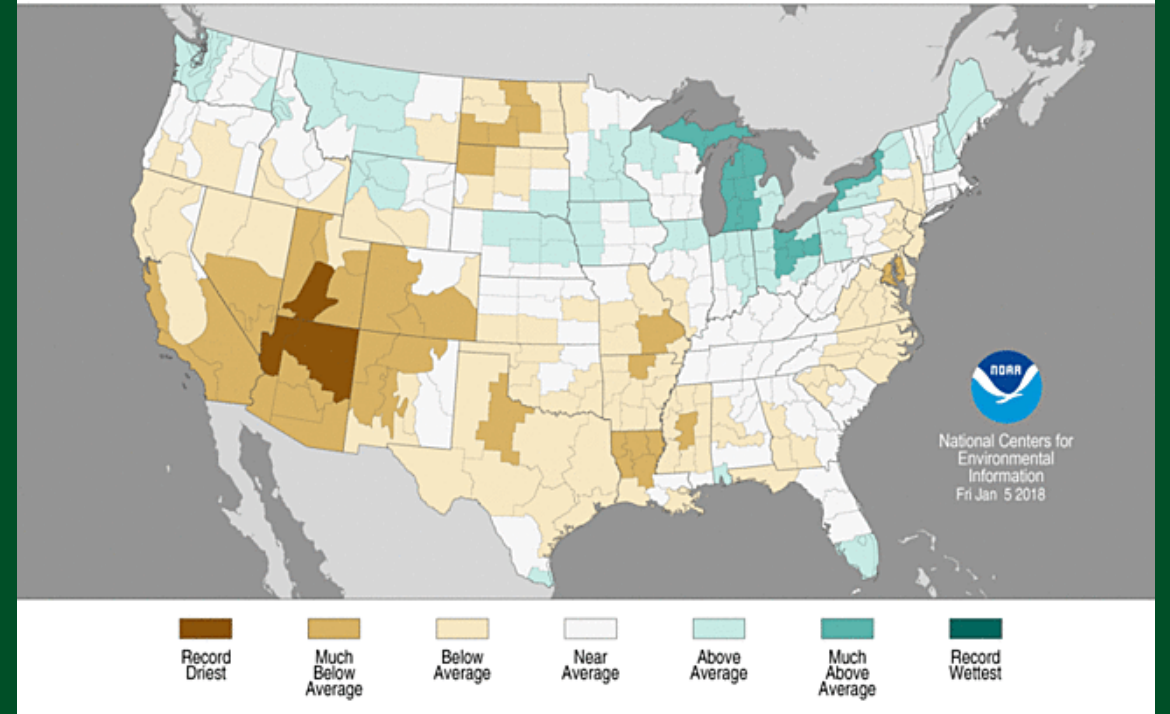 NOAA
National Centers for
Environmental
Information
Fri Jan 5 2018
Record
Driest
Much
Below
Average
Below
Average
Near
Average
Above
Average
Much
Above
Average
Record
Wettest